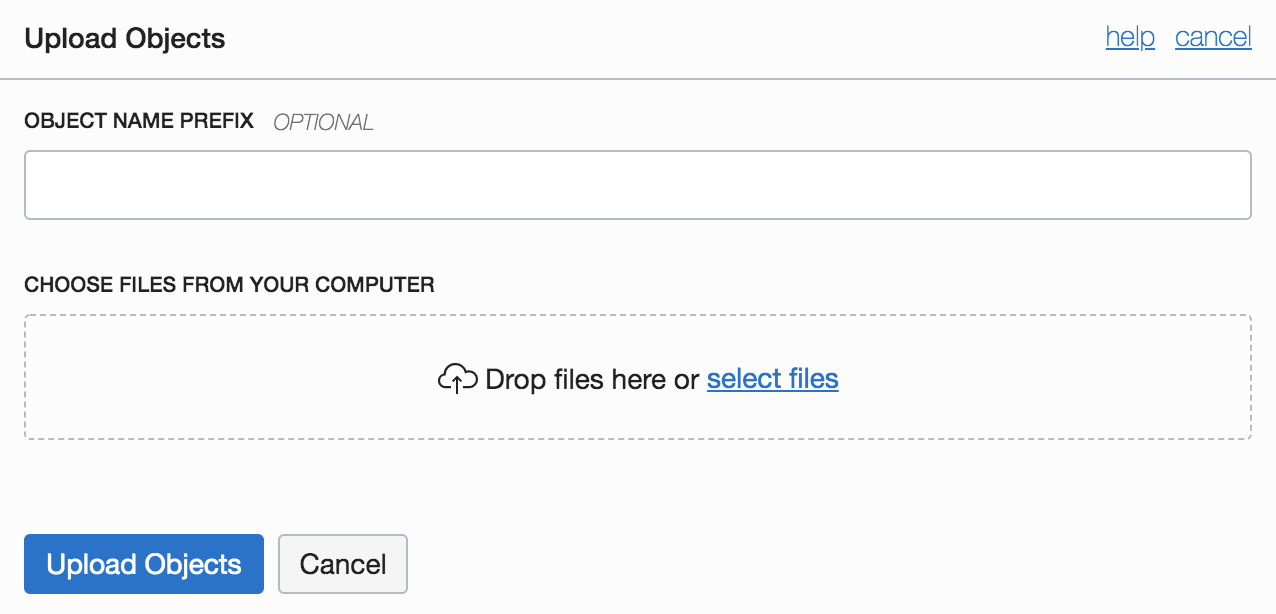 Upload Objects help cancel
OBJECT NAME PREFIX OPTIONAL
CHOOSE FILES FROM YOUR COMPUTER
Drop files here or select files
Upload Objects Cancel